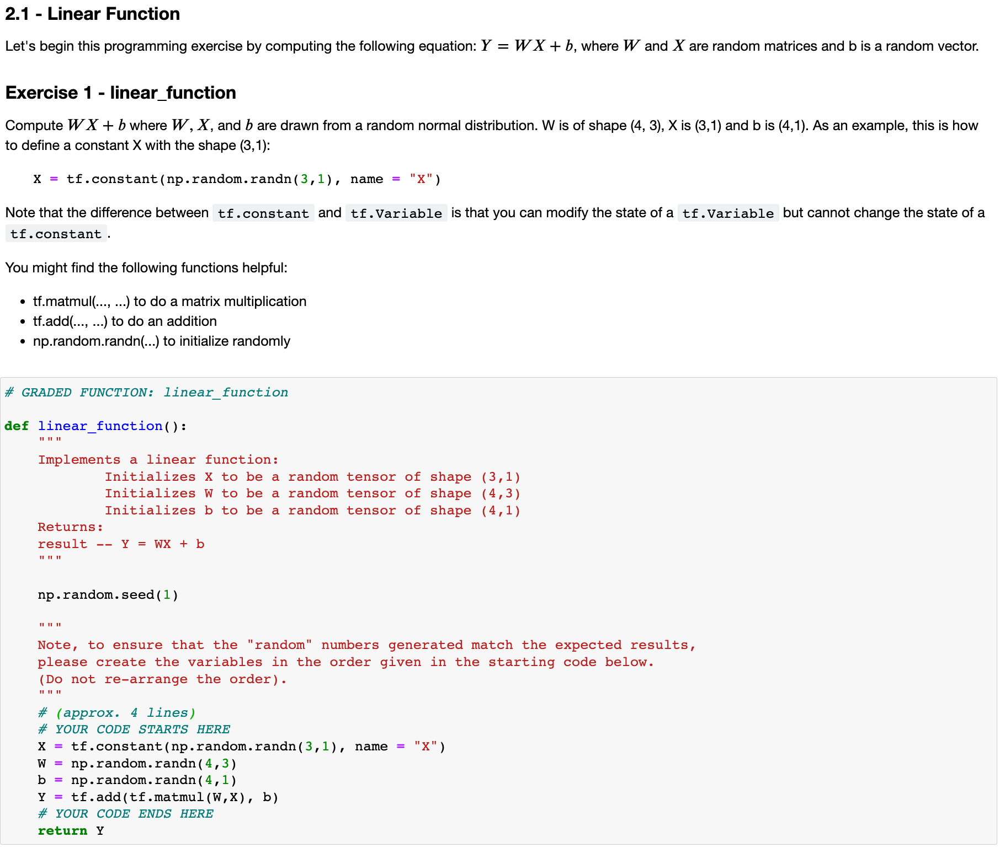 2.1 - Linear Function
Let's begin this programming exercise by computing the following equation: Y = WX + b, where W and X are random matrices and b is a random vector.
Exercise 1 - linear_function
Compute WX + b where W, X, and b are drawn from a random normal distribution. W is of shape (4, 3), X is (3,1) and b is (4,1). As an example, this is how
to define a constant X with the shape (3,1):
X = tf.constant(np.random.randn(3,1), name = "X")
Note that the difference between tf.constant and tf.Variable is that you can modify the state of a tf.Variable but cannot change the state of a
tf.constant.
You might find the following functions helpful:
• tf.matmul(..., ...) to do a matrix multiplication
• tf.add(..., ...) to do an addition
• np.random.randn(...) to initialize randomly
# GRADED FUNCTION: linear_function
def linear_function():
"""
Implements a linear function:
Initializes X to be a random tensor of shape (3,1)
Initializes W to be a random tensor of shape (4,3)
Initializes b to be a random tensor of shape (4,1)
Returns:
result -- Y = WX + b
"""
np.random.seed(1)
"""
Note, to ensure that the "random" numbers generated match the expected results,
please create the variables in the order given in the starting code below.
(Do not re-arrange the order).
"""
# (approx. 4 lines)
# YOUR CODE STARTS HERE
X = tf.constant(np.random.randn(3,1), name = "X")
W = np.random.randn(4,3)
b = np.random.randn(4,1)
Y = tf.add(tf.matmul(W,X), b)
# YOUR CODE ENDS HERE
return Y